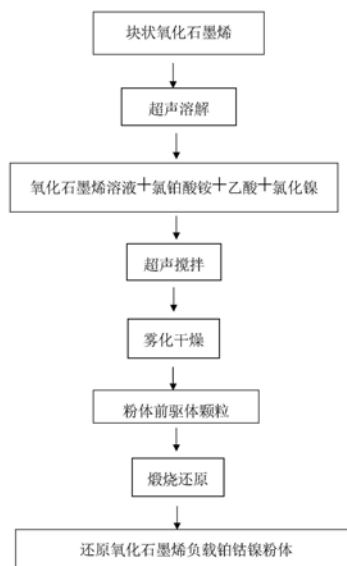 块状氧化石墨烯
超声溶解
氧化石墨烯溶液+氯铂酸铵+乙酸+氯化镍
超声搅拌
雾化干燥
粉体前驱体颗粒
煅烧还原
还原氧化石墨烯负载铂钴镍粉体